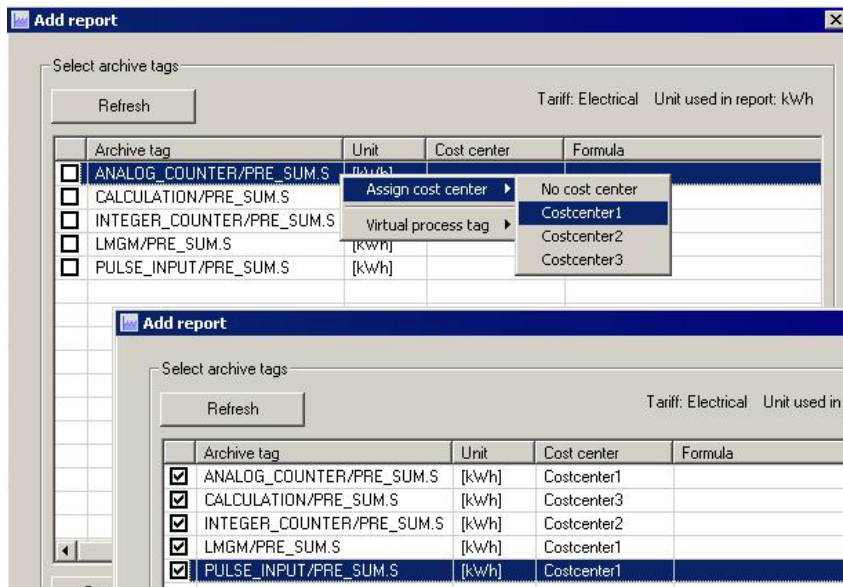 Add report
Select archive tags
Refresh
Tariff: Electrical Unit used in report: kWh
Archive tag Unit Cost center Formula
ANALOG_COUNTER/PRE_SUM.S [kWh]
CALCULATION/PRE_SUM.S
INTEGER_COUNTER/PRE_SUM.S
LMGM/PRE_SUM.S [kWh]
PULSE_INPUT/PRE_SUM.S [kWh]
Assign cost center
Virtual process tag
No cost center
Costcenter1
Costcenter2
Costcenter3
Add report
Select archive tags
Refresh
Tariff: Electrical Unit used in
Archive tag Unit Cost center Formula
ANALOG_COUNTER/PRE_SUM.S [kWh] Costcenter1
CALCULATION/PRE_SUM.S [kWh] Costcenter3
INTEGER_COUNTER/PRE_SUM.S [kWh] Costcenter2
LMGM/PRE_SUM.S [kWh] Costcenter1
PULSE_INPUT/PRE_SUM.S [kWh] Costcenter1